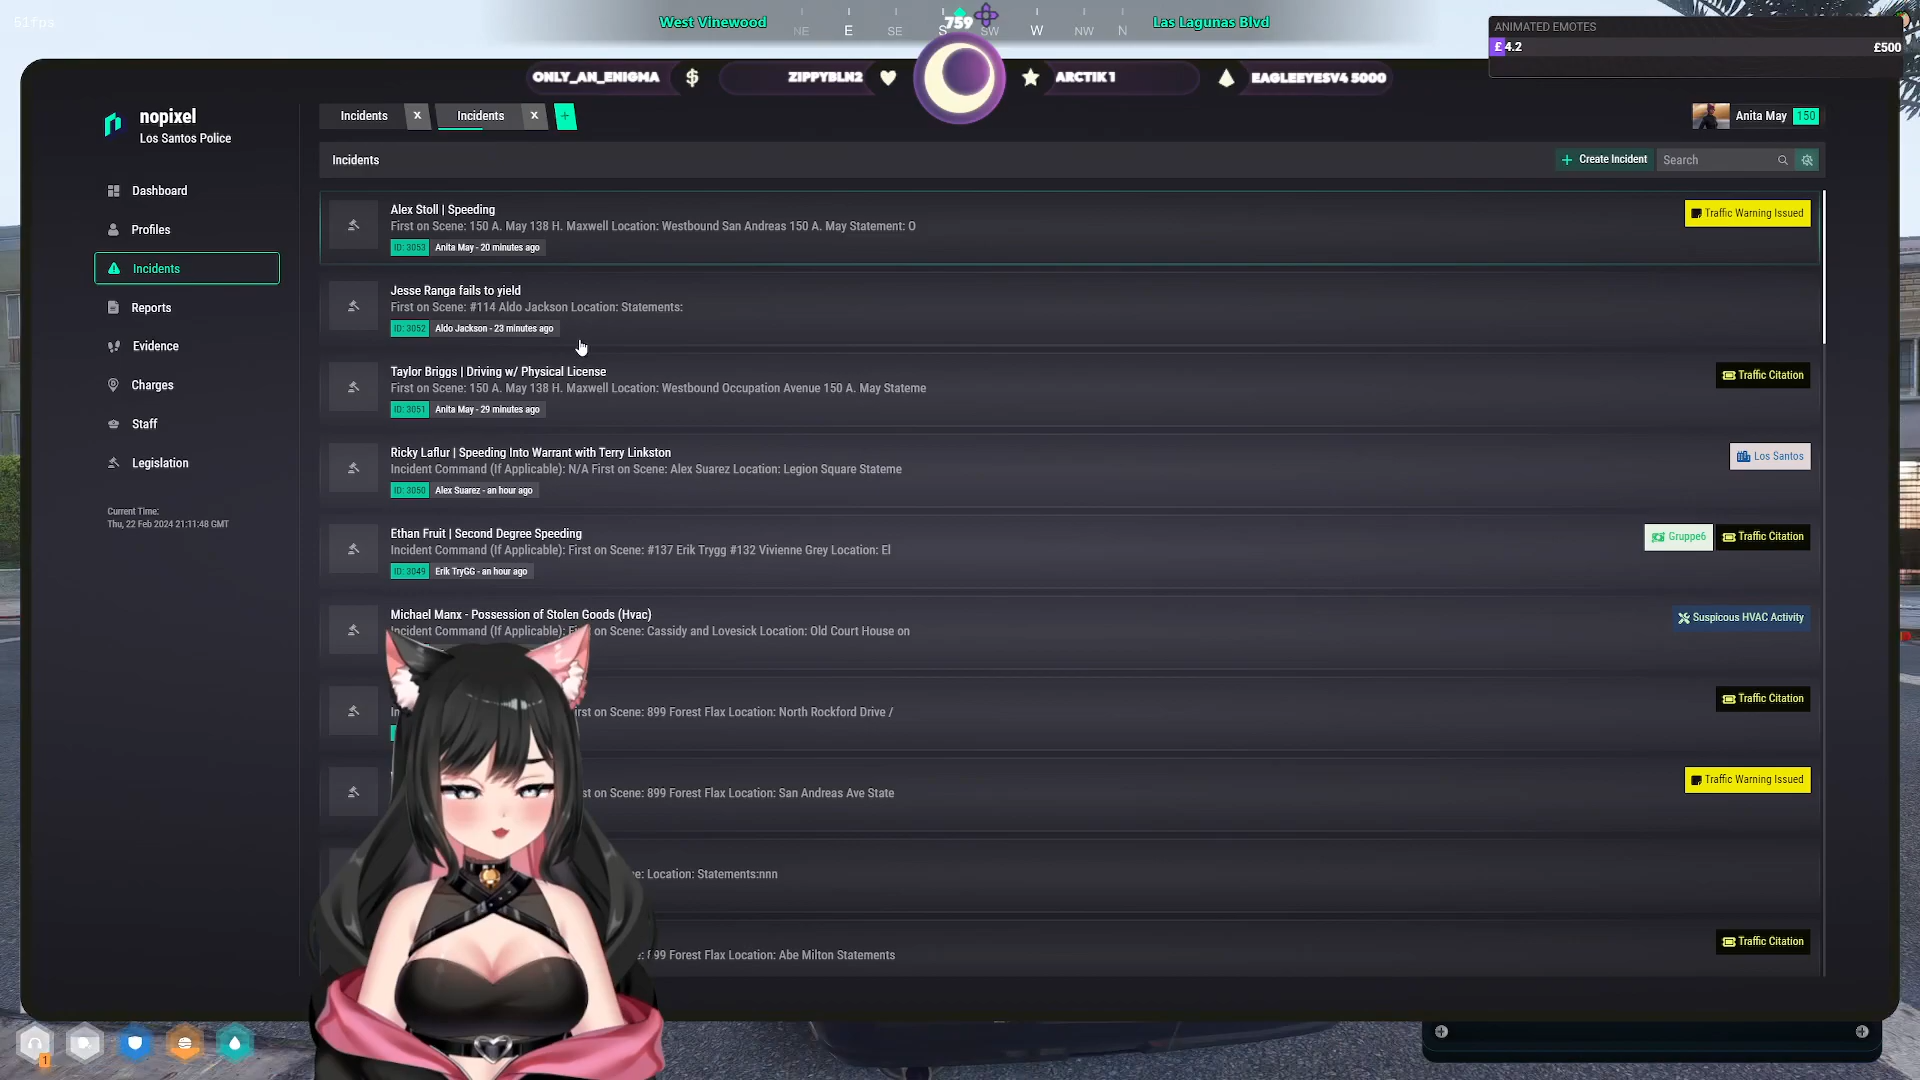 51fps
West Vinewood
NE E SE S 759 SW W NW N
Las Lagunas Blvd
ANIMATED EMOTES
£ 4.2 £500
ONLY_AN_ENIGMA $ ZIPPYBLN2 ARCTIK 1 EAGLEEYESV4 5000
nopixel
Los Santos Police
Incidents x Incidents x +
Anita May 150
Incidents
+ Create Incident Search
Dashboard
Profiles
Incidents
Reports
Evidence
Charges
Staff
Legislation
Current Time:
Thu, 22 Feb 2024 21:11:48 GMT
Alex Stoll | Speeding
First on Scene: 150 A. May 138 H. Maxwell Location: Westbound San Andreas 150 A. May Statement: O
ID: 3053 Anita May - 20 minutes ago
Traffic Warning Issued
Jesse Ranga fails to yield
First on Scene: #114 Aldo Jackson Location: Statements:
ID: 3052 Aldo Jackson - 23 minutes ago
Taylor Briggs | Driving w/ Physical License
First on Scene: 150 A. May 138 H. Maxwell Location: Westbound Occupation Avenue 150 A. May Stateme
ID: 3051 Anita May - 29 minutes ago
Traffic Citation
Ricky Laflur | Speeding Into Warrant with Terry Linkston
Incident Command (If Applicable): N/A First on Scene: Alex Suarez Location: Legion Square Stateme
ID: 3050 Alex Suarez - an hour ago
Los Santos
Ethan Fruit | Second Degree Speeding
Incident Command (If Applicable): First on Scene: #137 Erik Trygg #132 Vivienne Grey Location: El
ID: 3049 Erik TryGG - an hour ago
Gruppe6 Traffic Citation
Michael Manx - Possession of Stolen Goods (Hvac)
Incident Command (If Applicable): on Scene: Cassidy and Lovesick Location: Old Court House on
Suspicous HVAC Activity
rst on Scene: 899 Forest Flax Location: North Rockford Drive /
Traffic Citation
st on Scene: 899 Forest Flax Location: San Andreas Ave State
Traffic Warning Issued
e: Location: Statements:nnn
99 Forest Flax Location: Abe Milton Statements
Traffic Citation
1